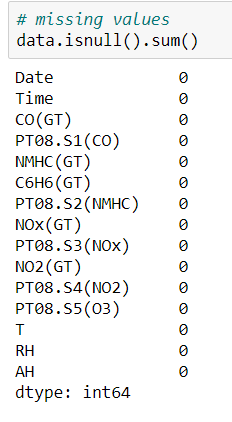 # missing values
data.isnull().sum()
Date 0
Time 0
CO(GT) 0
PT08.S1(CO) 0
NMHC(GT) 0
C6H6(GT) 0
PT08.S2(NMHC) 0
NOx(GT) 0
PT08.S3(NOx) 0
NO2(GT) 0
PT08.S4(NO2) 0
PT08.S5(O3) 0
T 0
RH 0
AH 0
dtype: int64